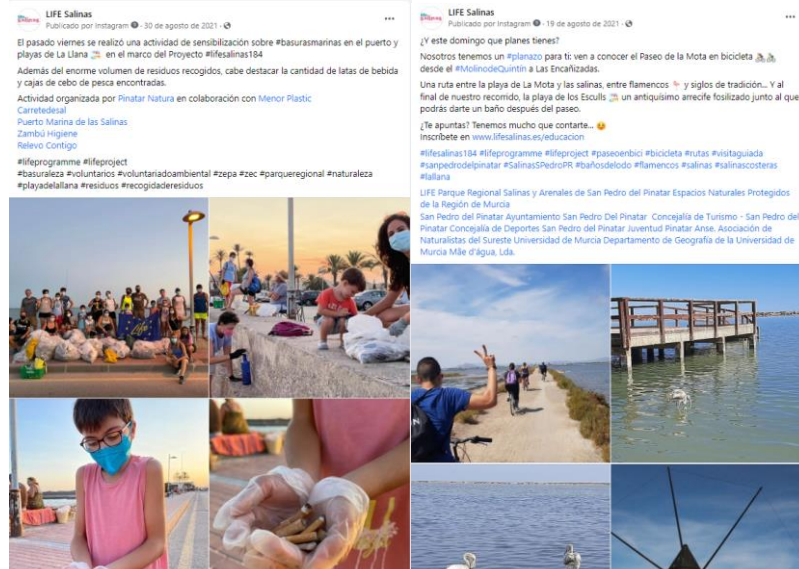 LIFE Salinas
Publicado por Instagram · 30 de agosto de 2021 ·
El pasado viernes se realizó una actividad de sensibilización sobre #basurasmarinas en el puerto y
playas de La Llana en el marco del Proyecto #lifesalinas184
Además del enorme volumen de residuos recogidos, cabe destacar la cantidad de latas de bebida
y cajas de cebo de pesca encontradas.
Actividad organizada por Pinatar Natura en colaboración con Menor Plastic
Carretedesal
Puerto Marina de las Salinas
Zambú Higiene
Relevo Contigo
#lifeprogramme #lifeproject
#basuraleza #voluntarios #voluntariadoambiental #zepa #zec #parqueregional #naturaleza
#playadelallana #residuos #recogidaderesiduos
LIFE Salinas
Publicado por Instagram · 19 de agosto de 2021 ·
¿Y este domingo que planes tienes?
Nosotros tenemos un #planazo para ti: ven a conocer el Paseo de la Mota en bicicleta
desde el #MolinodeQuintín a Las Encañizadas.
Una ruta entre la playa de La Mota y las salinas, entre flamencos y siglos de tradición... Y al
final de nuestro recorrido, la playa de los Esculls un antiquísimo arrecife fosilizado junto al que
podrás darte un baño después del paseo.
¿Te apuntas? Tenemos mucho que contarte...
Inscríbete en www.lifesalinas.es/educacion
#lifesalinas184 #lifeprogramme #lifeproject #paseoenbici #bicicleta #rutas #visitaguiada
#sanpedrodelpinatar #SalinasSPedroPR #bañosdelodo #flamencos #salinas #salinascosteras
#lallana
LIFE Parque Regional Salinas y Arenales de San Pedro del Pinatar Espacios Naturales Protegidos
de la Región de Murcia
San Pedro del Pinatar Ayuntamiento San Pedro Del Pinatar Concejalía de Turismo - San Pedro del
Pinatar Concejalía de Deportes San Pedro del Pinatar Juventud Pinatar Anse. Asociación de
Naturalistas del Sureste Universidad de Murcia Departamento de Geografía de la Universidad de
Murcia Mãe d'água, Lda.